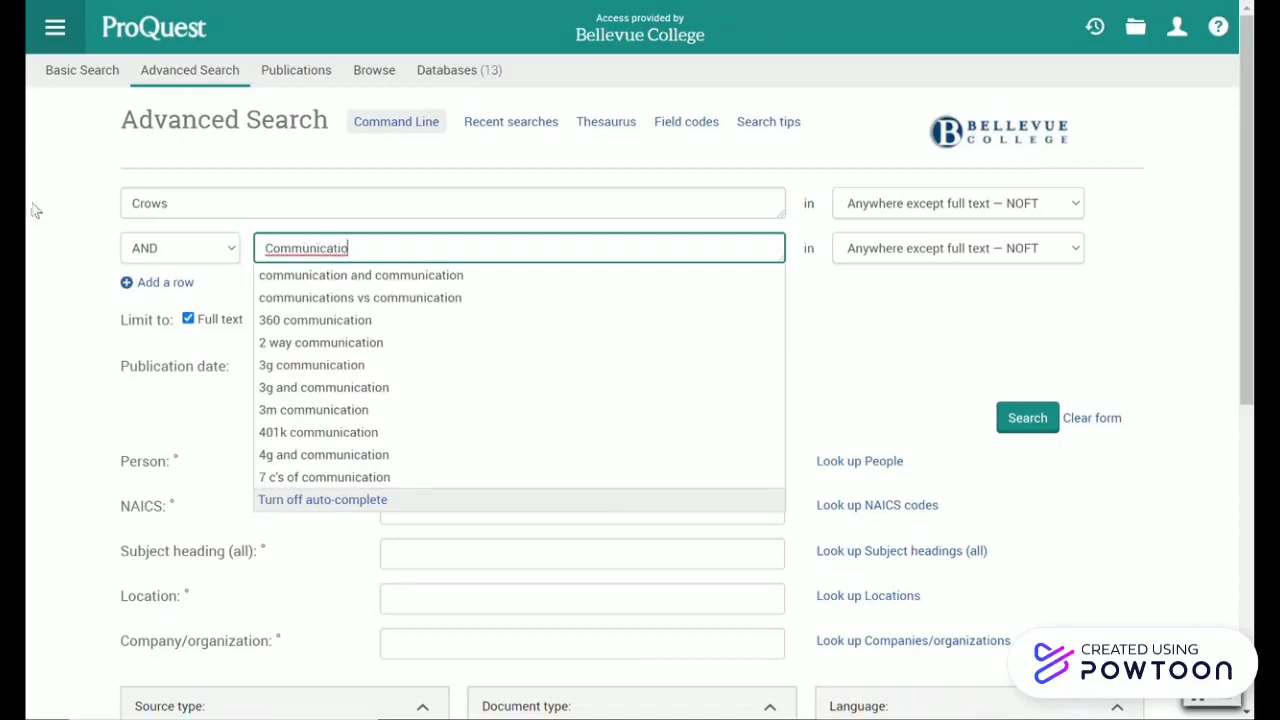 ProQuest
Access provided by
Bellevue College
Basic Search Advanced Search Publications Browse Databases (13)
Advanced Search Command Line Recent searches Thesaurus Field codes Search tips
B BELLEVUE
COLLEGE
Crows in Anywhere except full text — NOFT
AND Communicatio in Anywhere except full text — NOFT
communication and communication
Add a row
communications vs communication
Limit to: Full text
360 communication
2 way communication
Publication date:
3g communication
3g and communication
3m communication
Search Clear form
401k communication
4g and communication
Person: ° Look up People
7 c's of communication
Turn off auto-complete
NAICS: ° Look up NAICS codes
Subject heading (all): ° Look up Subject headings (all)
Location: ° Look up Locations
Company/organization: ° Look up Companies/organizations
CREATED USING
POWTOON
Source type: Document type: Language: